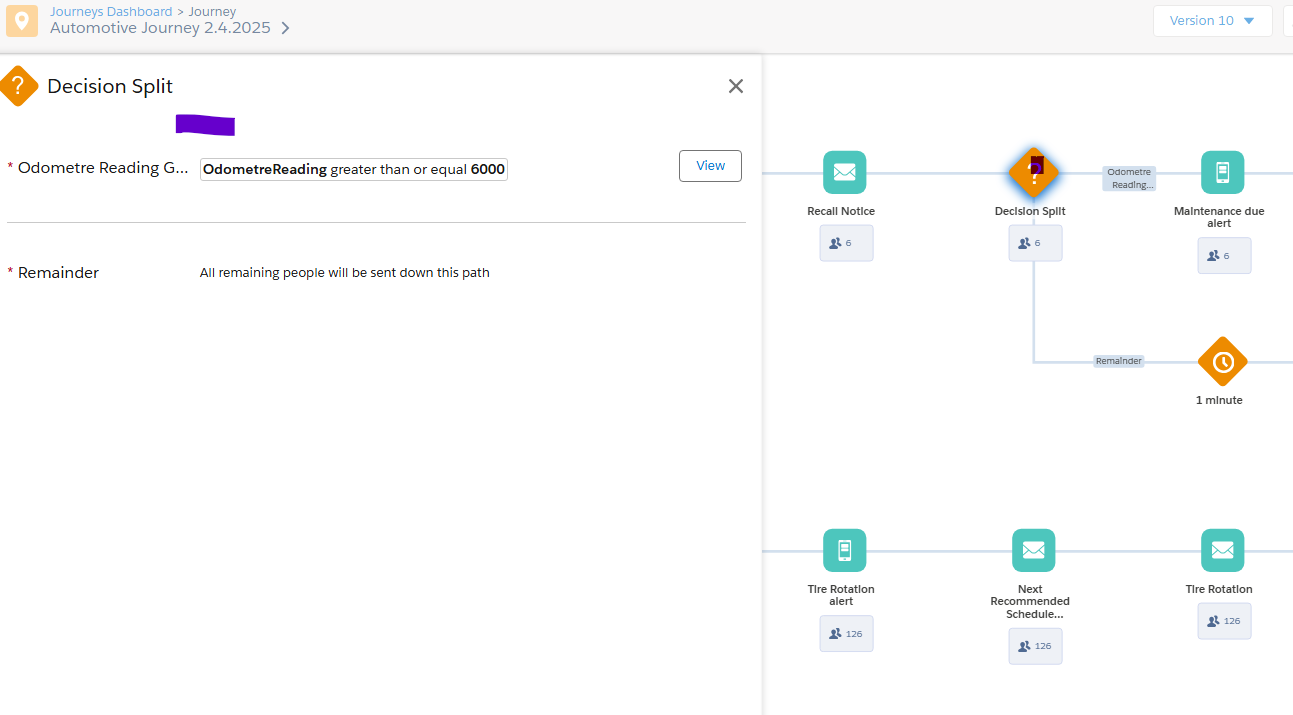 Journeys Dashboard > Journey
Automotive Journey 2.4.2025
Version 10
Decision Split
* Odometre Reading G... OdometreReading greater than or equal 6000 View
* Remainder All remaining people will be sent down this path
Recall Notice
6
Decision Split
6
Odometre
Reading...
Maintenance due
alert
6
Remainder
1 minute
Tire Rotation
alert
126
Next
Recommended
Schedule...
126
Tire Rotation
126